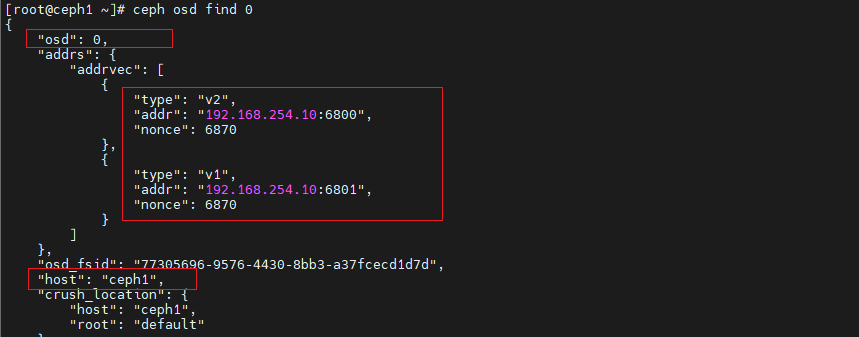 [root@ceph1 ~]# ceph osd find 0
{
    "osd": 0,
    "addrs": {
        "addrvec": [
            {
                "type": "v2",
                "addr": "192.168.254.10:6800",
                "nonce": 6870
            },
            {
                "type": "v1",
                "addr": "192.168.254.10:6801",
                "nonce": 6870
            }
        ]
    },
    "osd_fsid": "77305696-9576-4430-8bb3-a37fcecd1d7d",
    "host": "ceph1",
    "crush_location": {
        "host": "ceph1",
        "root": "default"